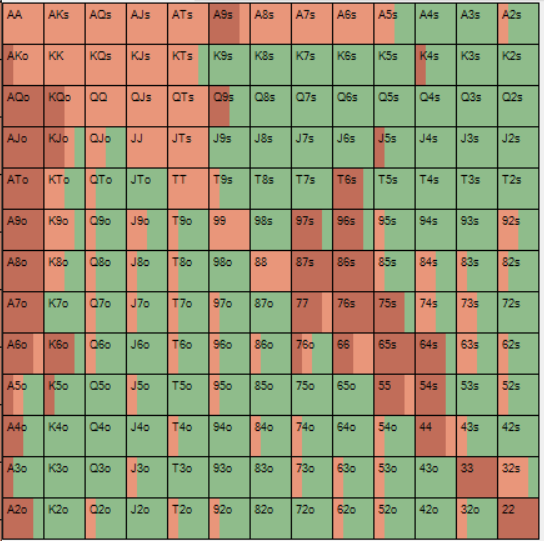 AA AKs AQs AJs ATs A9s A8s A7s A6s A5s A4s A3s A2s
AKo KK KQs KJs KTs K9s K8s K7s K6s K5s K4s K3s K2s
AQo KQo QQ QJs QTs Q9s Q8s Q7s Q6s Q5s Q4s Q3s Q2s
AJo KJo QJo JJ JTs J9s J8s J7s J6s J5s J4s J3s J2s
ATo KTo QTo JTo TT T9s T8s T7s T6s T5s T4s T3s T2s
A9o K9o Q9o J9o T9o 99 98s 97s 96s 95s 94s 93s 92s
A8o K8o Q8o J8o T8o 98o 88 87s 86s 85s 84s 83s 82s
A7o K7o Q7o J7o T7o 97o 87o 77 76s 75s 74s 73s 72s
A6o K6o Q6o J6o T6o 96o 86o 76o 66 65s 64s 63s 62s
A5o K5o Q5o J5o T5o 95o 85o 75o 65o 55 54s 53s 52s
A4o K4o Q4o J4o T4o 94o 84o 74o 64o 54o 44 43s 42s
A3o K3o Q3o J3o T3o 93o 83o 73o 63o 53o 43o 33 32s
A2o K2o Q2o J2o T2o 92o 82o 72o 62o 52o 42o 32o 22